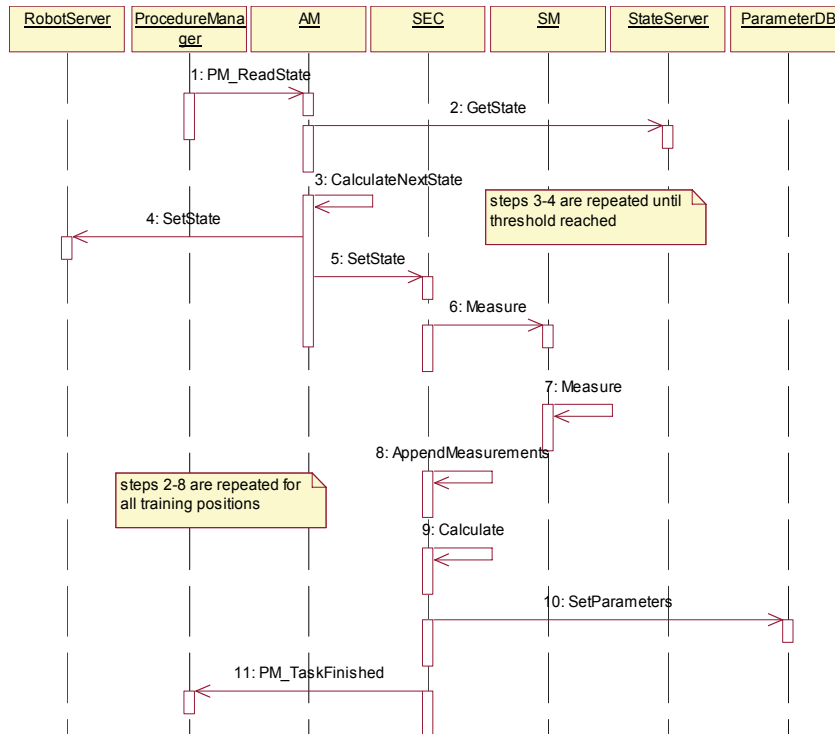 RobotServer
ProcedureMana
ger
AM
SEC
SM
StateServer
ParameterDB
1: PM_ReadState
2: GetState
3: CalculateNextState
steps 3-4 are repeated until
threshold reached
4: SetState
5: SetState
6: Measure
7: Measure
8: AppendMeasurements
steps 2-8 are repeated for
all training positions
9: Calculate
10: SetParameters
11: PM_TaskFinished